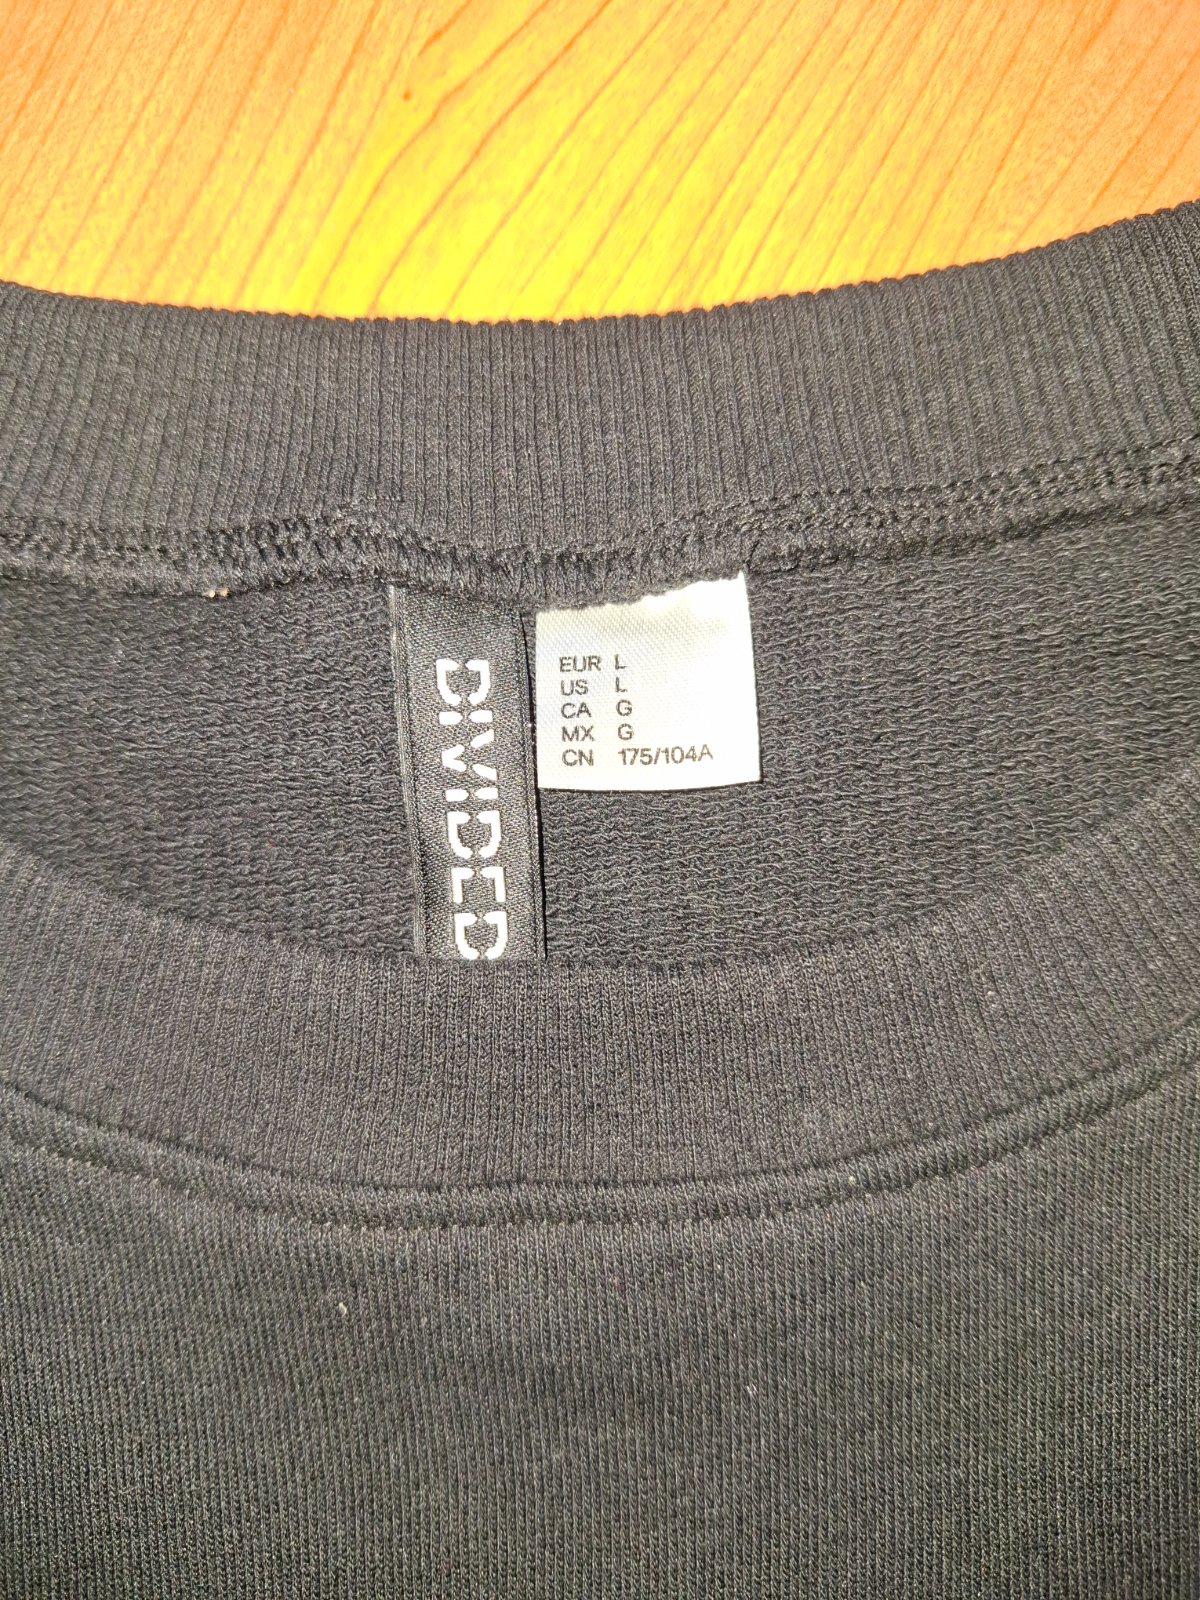 DIVIDED
EUR L
US L
CA G
MX G
CN 175/104A